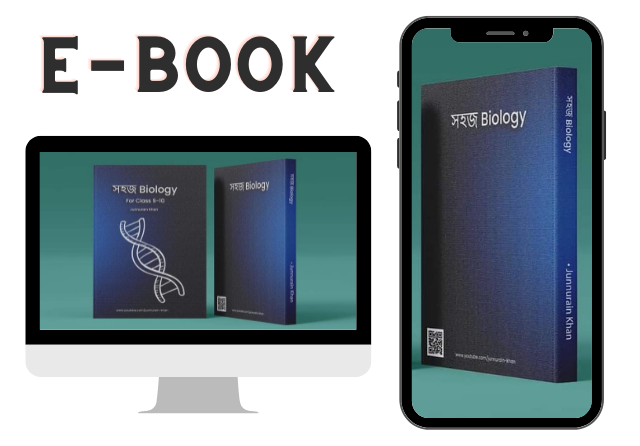 E-BOOK
সহজ Biology
For Class 9-10
Junnurain Khan
সহজ Biology
সহজ Biology
• Junnurain Khan
সহজ Biology
সহজ Biology
• Junnurain Khan
www.youtube.com/junnurain-khan